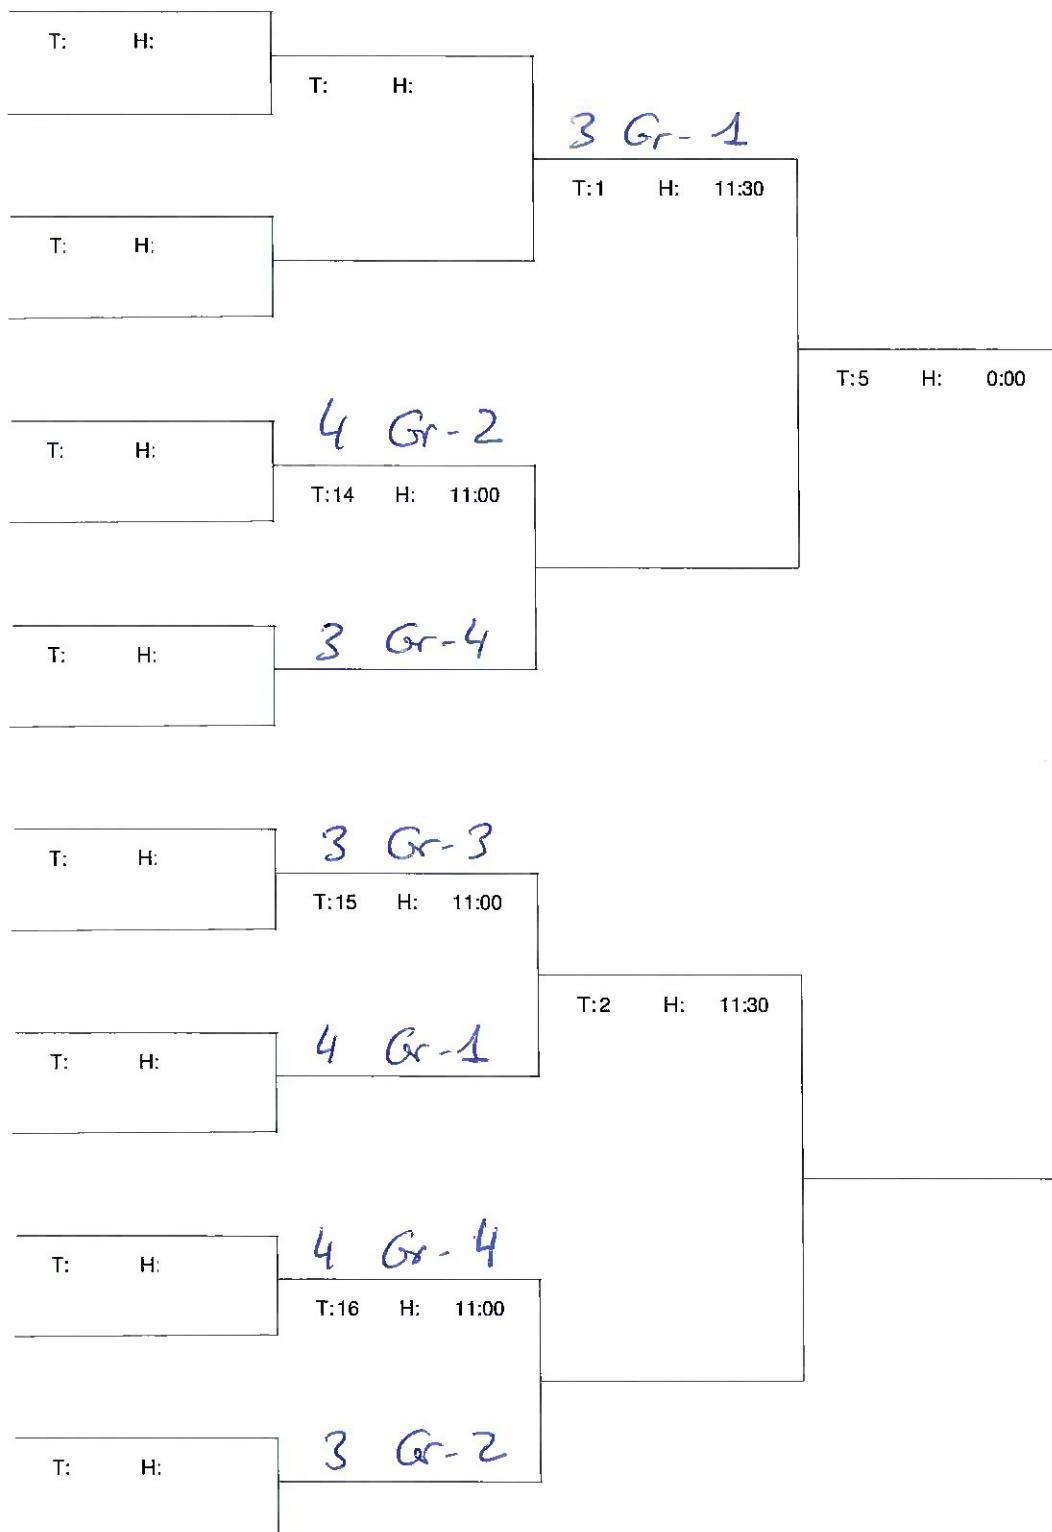 T: H:
T: H:
3 Gr-1
T:1 H: 11:30
T: H:
T:5 H: 0:00
4 Gr-2
T: H:
T:14 H: 11:00
3 Gr-4
T: H:
3 Gr-3
T: H:
T:15 H: 11:00
T:2 H: 11:30
4 Gr-1
T: H:
4 Gr-4
T: H:
T:16 H: 11:00
3 Gr-2
T: H: